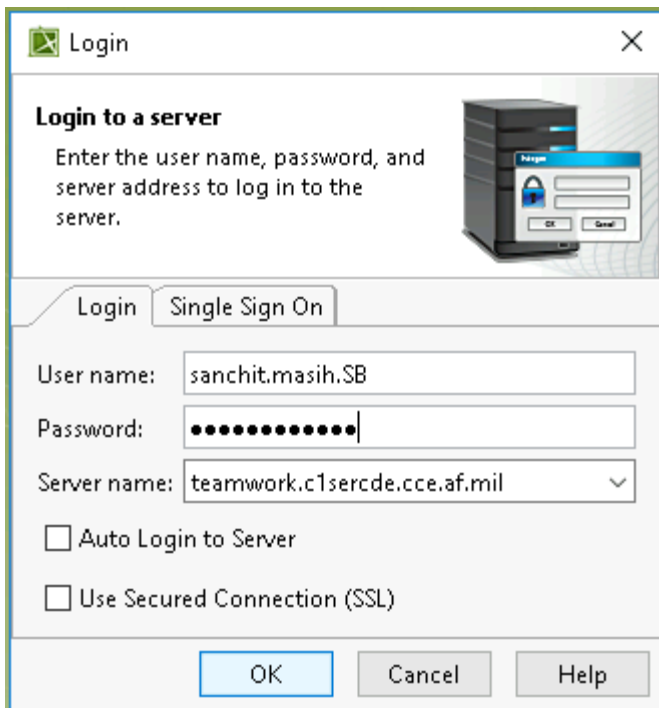 Login
Login to a server
Enter the user name, password, and
server address to log in to the
server.
Login Single Sign On
User name: sanchit.masih.SB
Password: ●●●●●●●●●●●●
Server name: teamwork.c1sercde.cce.af.mil
Auto Login to Server
Use Secured Connection (SSL)
OK Cancel Help